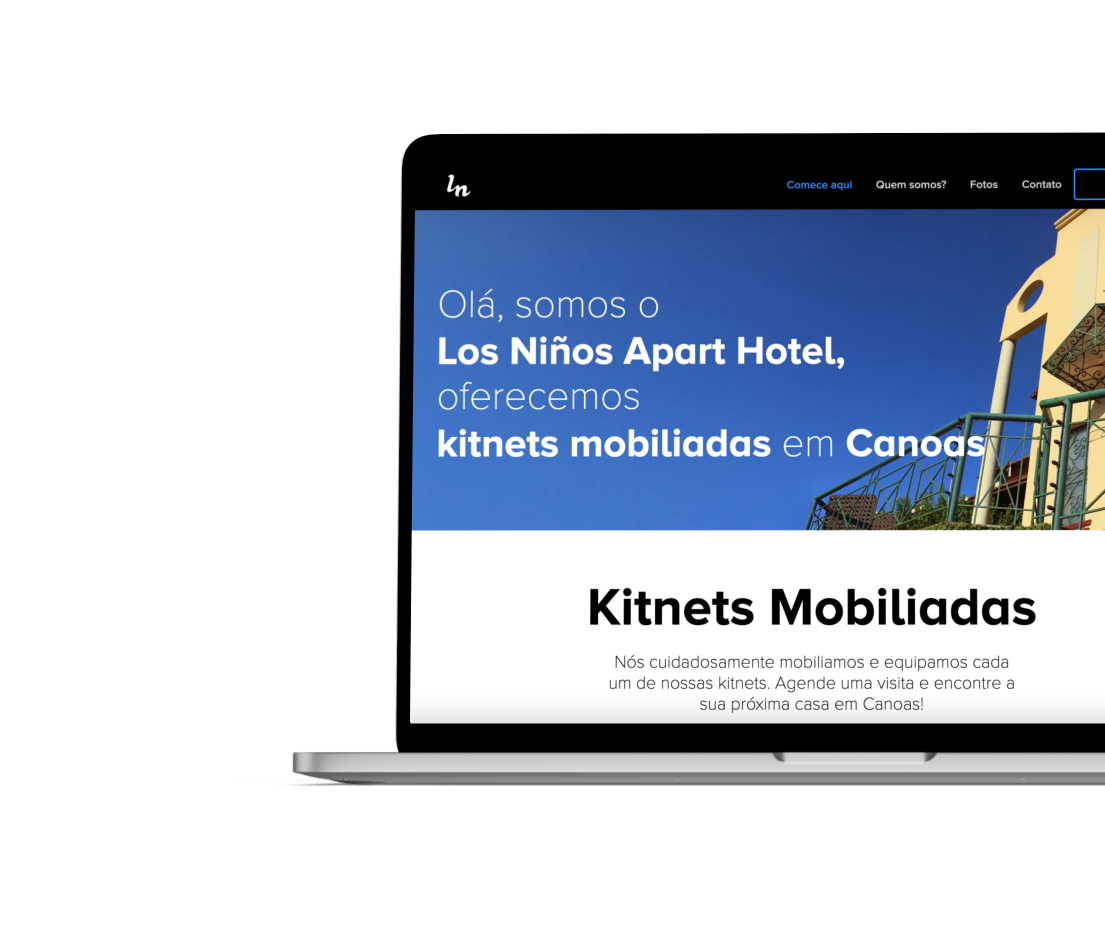 ln
Comece aqui Quem somos? Fotos Contato
Olá, somos o
Los Niños Apart Hotel,
oferecemos
kitnets mobiliadas em Canoas
Kitnets Mobiliadas
Nós cuidadosamente mobiliamos e equipamos cada
um de nossas kitnets. Agende uma visita e encontre a
sua próxima casa em Canoas!